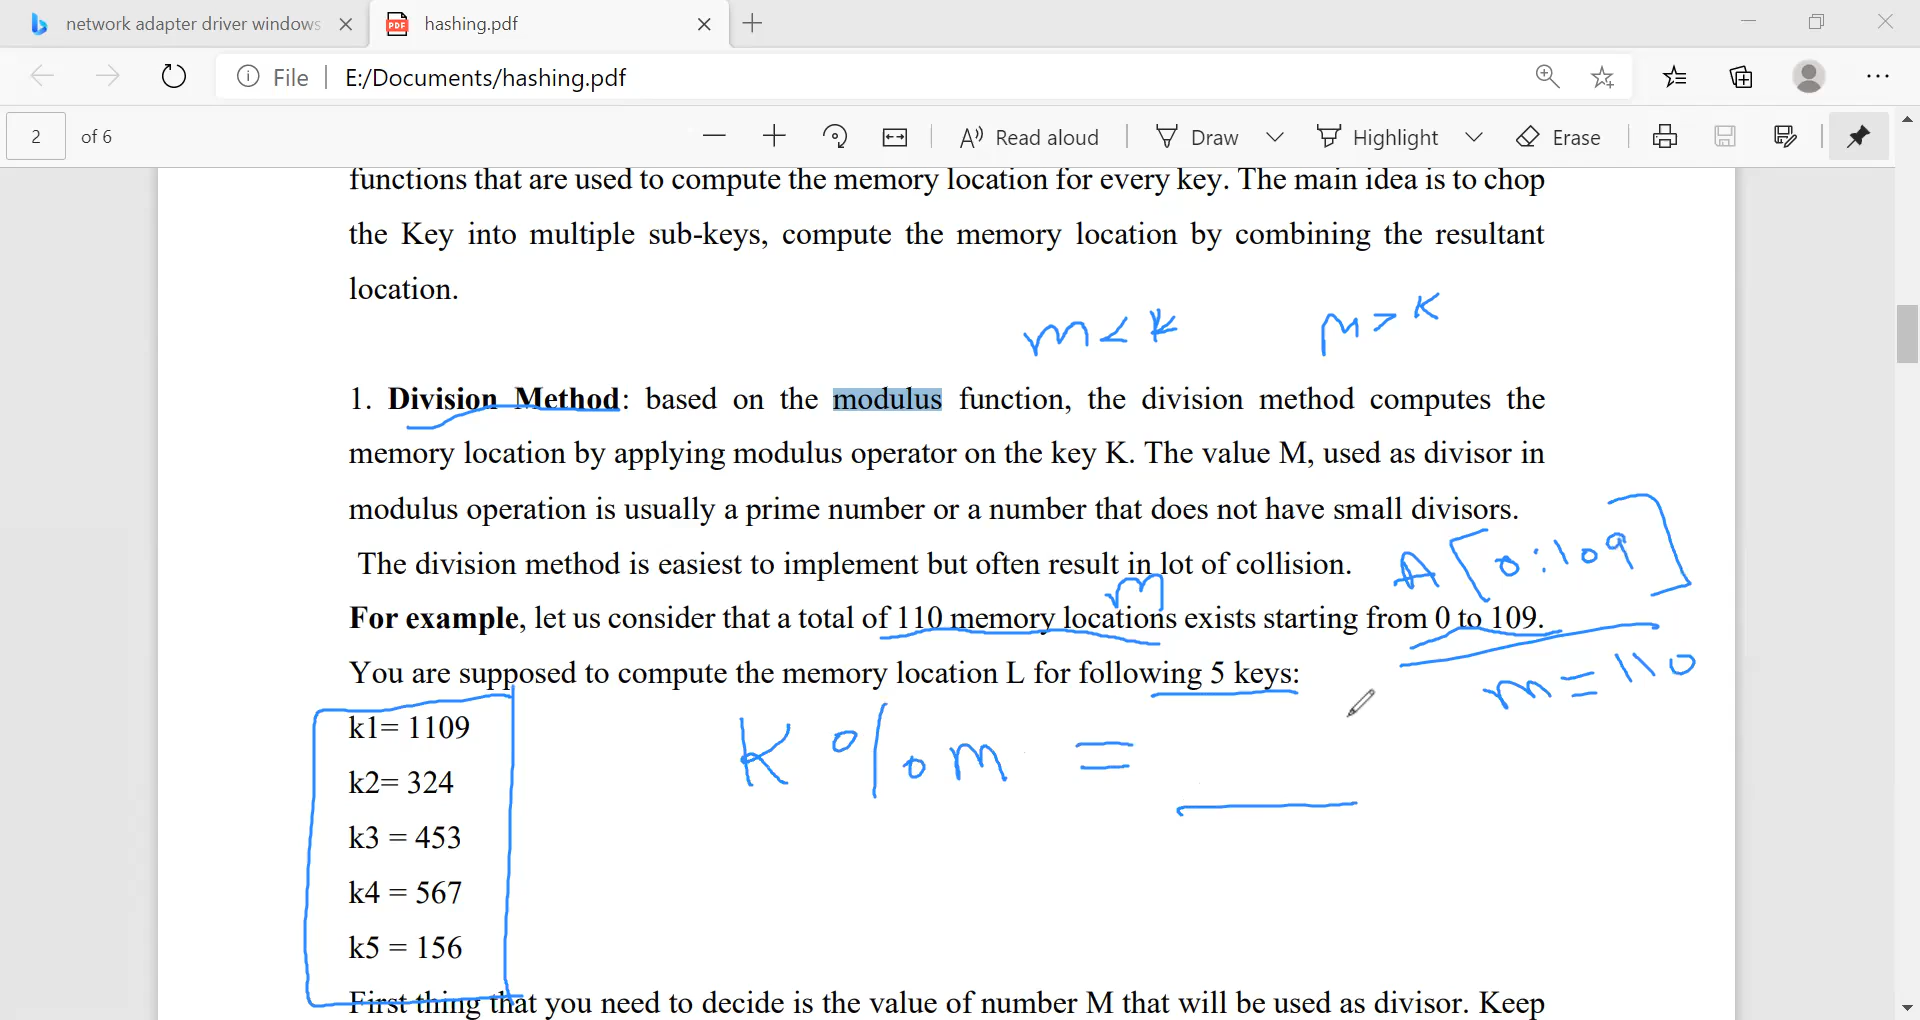 network adapter driver windows
hashing.pdf
File
E:/Documents/hashing.pdf
2 of 6
Read aloud
Draw
Highlight
Erase
functions that are used to compute the memory location for every key. The main idea is to chop
the Key into multiple sub-keys, compute the memory location by combining the resultant
location.
m < k
M > K
1. Division Method: based on the modulus function, the division method computes the
memory location by applying modulus operator on the key K. The value M, used as divisor in
modulus operation is usually a prime number or a number that does not have small divisors.
The division method is easiest to implement but often result in lot of collision.
A[0:109]
m
For example, let us consider that a total of 110 memory locations exists starting from 0 to 109.
You are supposed to compute the memory location L for following 5 keys:
m = 110
k1= 1109
K % m =
k2= 324
k3 = 453
k4 = 567
k5 = 156
First thing that you need to decide is the value of number M that will be used as divisor. Keep